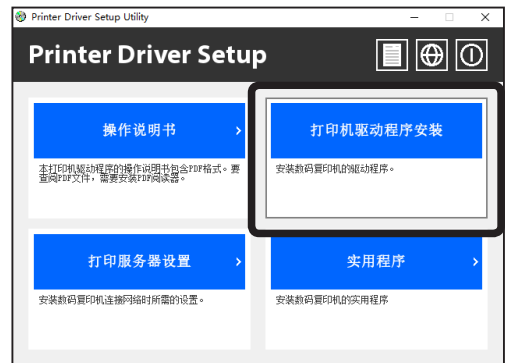 Printer Driver Setup Utility
Printer Driver Setup
操作说明书
打印机驱动程序安装
本打印机驱动程序的操作说明书包含PDF格式。要
查阅PDF文件，需要安装PDF阅读器。
安装数码复印机的驱动程序。
打印服务器设置
实用程序
安装数码复印机连接网络时所需的设置。
安装数码复印机的实用程序